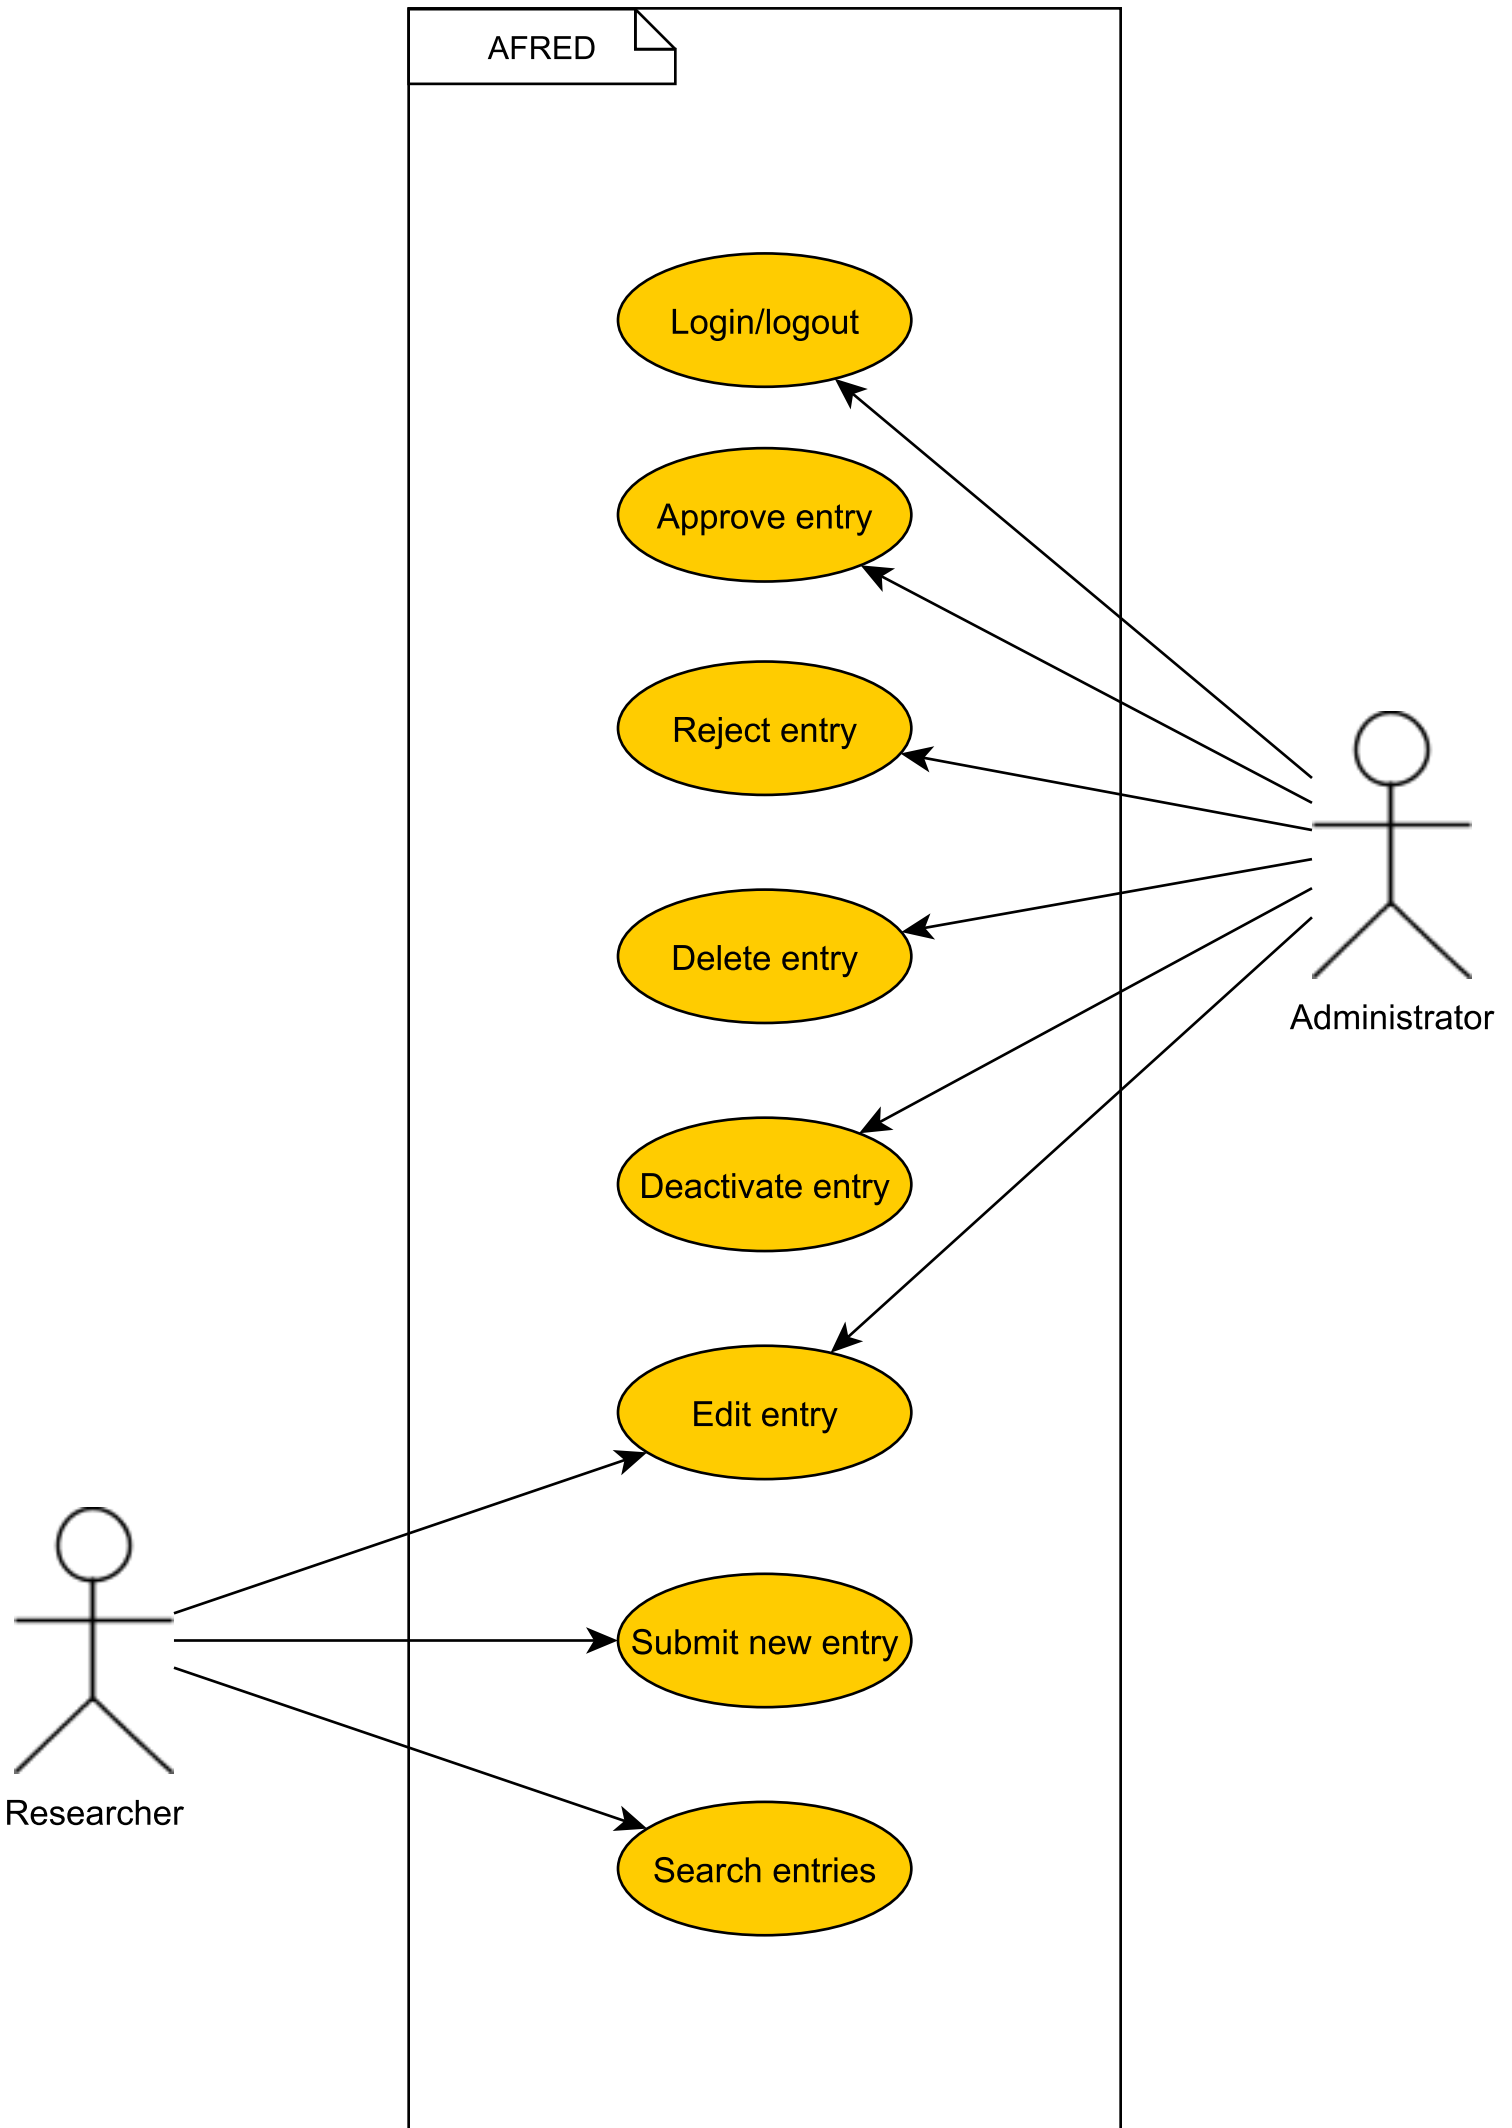 AFRED
Login/logout
Approve entry
Reject entry
Delete entry
Administrator
Deactivate entry
Edit entry
Submit new entry
Researcher
Search entries